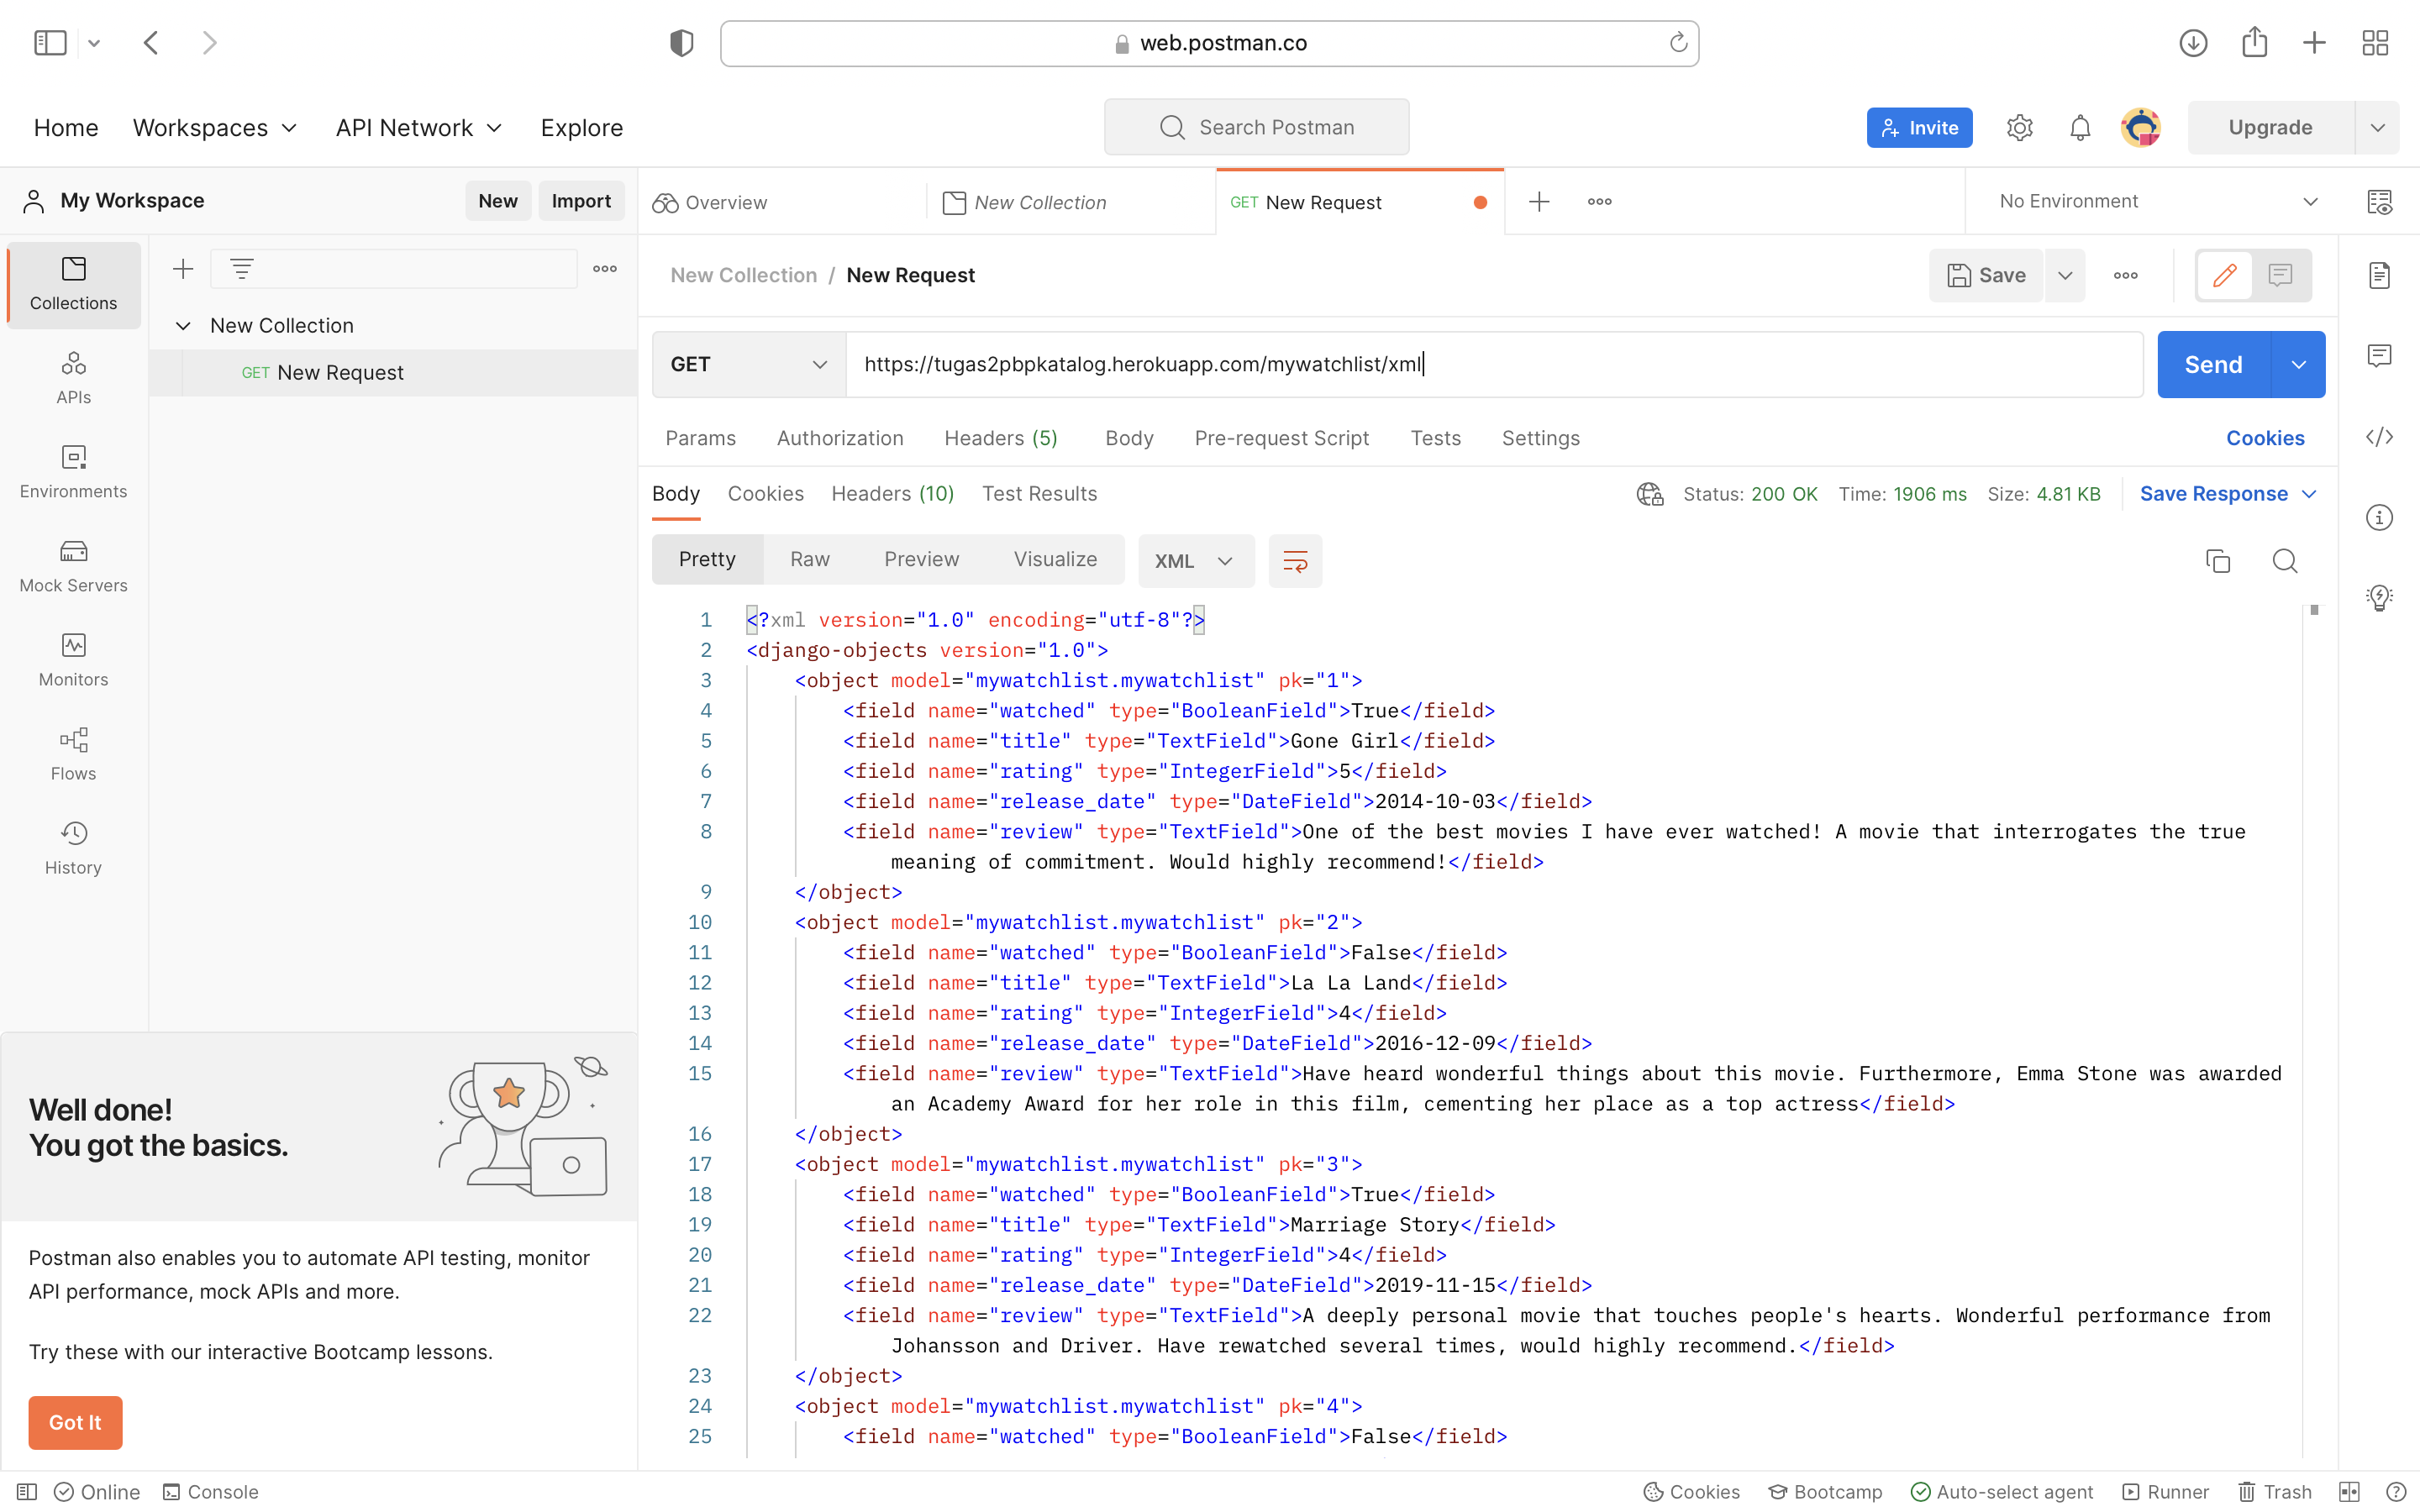 web.postman.co
Home Workspaces API Network Explore Search Postman Invite Upgrade
My Workspace New Import Overview New Collection GET New Request No Environment
Collections
New Collection / New Request Save
New Collection
GET New Request
GET https://tugas2pbpkatalog.herokuapp.com/mywatchlist/xml Send
APIs
Environments
Mock Servers
Monitors
Flows
History
Params Authorization Headers (5) Body Pre-request Script Tests Settings Cookies
Body Cookies Headers (10) Test Results Status: 200 OK Time: 1906 ms Size: 4.81 KB Save Response
Pretty Raw Preview Visualize XML
1 <?xml version="1.0" encoding="utf-8"?>
2 <django-objects version="1.0">
3 <object model="mywatchlist.mywatchlist" pk="1">
4 <field name="watched" type="BooleanField">True</field>
5 <field name="title" type="TextField">Gone Girl</field>
6 <field name="rating" type="IntegerField">5</field>
7 <field name="release_date" type="DateField">2014-10-03</field>
8 <field name="review" type="TextField">One of the best movies I have ever watched! A movie that interrogates the true
meaning of commitment. Would highly recommend!</field>
9 </object>
10 <object model="mywatchlist.mywatchlist" pk="2">
11 <field name="watched" type="BooleanField">False</field>
12 <field name="title" type="TextField">La La Land</field>
13 <field name="rating" type="IntegerField">4</field>
14 <field name="release_date" type="DateField">2016-12-09</field>
15 <field name="review" type="TextField">Have heard wonderful things about this movie. Furthermore, Emma Stone was awarded
an Academy Award for her role in this film, cementing her place as a top actress</field>
16 </object>
17 <object model="mywatchlist.mywatchlist" pk="3">
18 <field name="watched" type="BooleanField">True</field>
19 <field name="title" type="TextField">Marriage Story</field>
20 <field name="rating" type="IntegerField">4</field>
21 <field name="release_date" type="DateField">2019-11-15</field>
22 <field name="review" type="TextField">A deeply personal movie that touches people's hearts. Wonderful performance from
Johansson and Driver. Have rewatched several times, would highly recommend.</field>
23 </object>
24 <object model="mywatchlist.mywatchlist" pk="4">
25 <field name="watched" type="BooleanField">False</field>
Well done!
You got the basics.
Postman also enables you to automate API testing, monitor
API performance, mock APIs and more.
Try these with our interactive Bootcamp lessons.
Got It
Online Console Cookies Bootcamp Auto-select agent Runner Trash